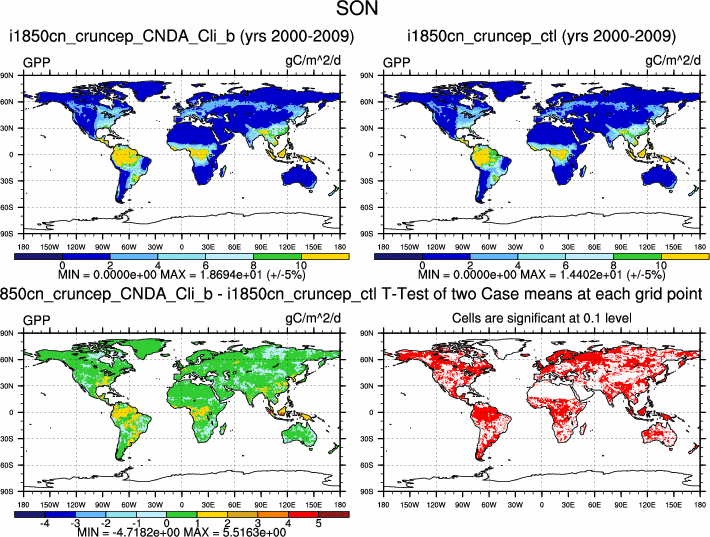 SON
i1850cn_cruncep_CNDA_Cli_b (yrs 2000-2009)
i1850cn_cruncep_ctl (yrs 2000-2009)
GPP gC/m^2/d
GPP gC/m^2/d
90N
60N
30N
0
30S
60S
90S
180 150W 120W 90W 60W 30W 0 30E 60E 90E 120E 150E 180
0 2 4 6 8 10
MIN = 0.0000e+00 MAX = 1.8694e+01 (+/-5%)
90N
60N
30N
0
30S
60S
90S
180 150W 120W 90W 60W 30W 0 30E 60E 90E 120E 150E 180
0 2 4 6 8 10
MIN = 0.0000e+00 MAX = 1.4402e+01 (+/-5%)
850cn_cruncep_CNDA_Cli_b - i1850cn_cruncep_ctl
T-Test of two Case means at each grid point
GPP gC/m^2/d
Cells are significant at 0.1 level
90N
60N
30N
0
30S
60S
90S
180 150W 120W 90W 60W 30W 0 30E 60E 90E 120E 150E 180
-4 -3 -2 -1 0 1 2 3 4 5
MIN = -4.7182e+00 MAX = 5.5163e+00
90N
60N
30N
0
30S
60S
90S
180 150W 120W 90W 60W 30W 0 30E 60E 90E 120E 150E 180